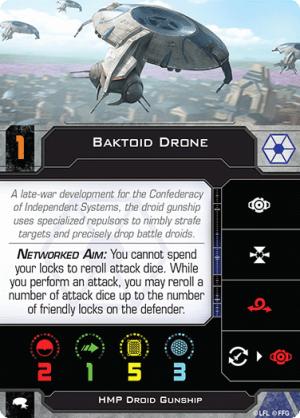 1
Baktoid Drone
A late-war development for the Confederacy
of Independent Systems, the droid gunship
uses specialized repulsors to nimbly strafe
targets and precisely drop battle droids.
Networked Aim: You cannot spend
your locks to reroll attack dice. While
you perform an attack, you may reroll a
number of attack dice up to the number
of friendly locks on the defender.
2 1 5 3
HMP Droid Gunship
©LFL ©FFG